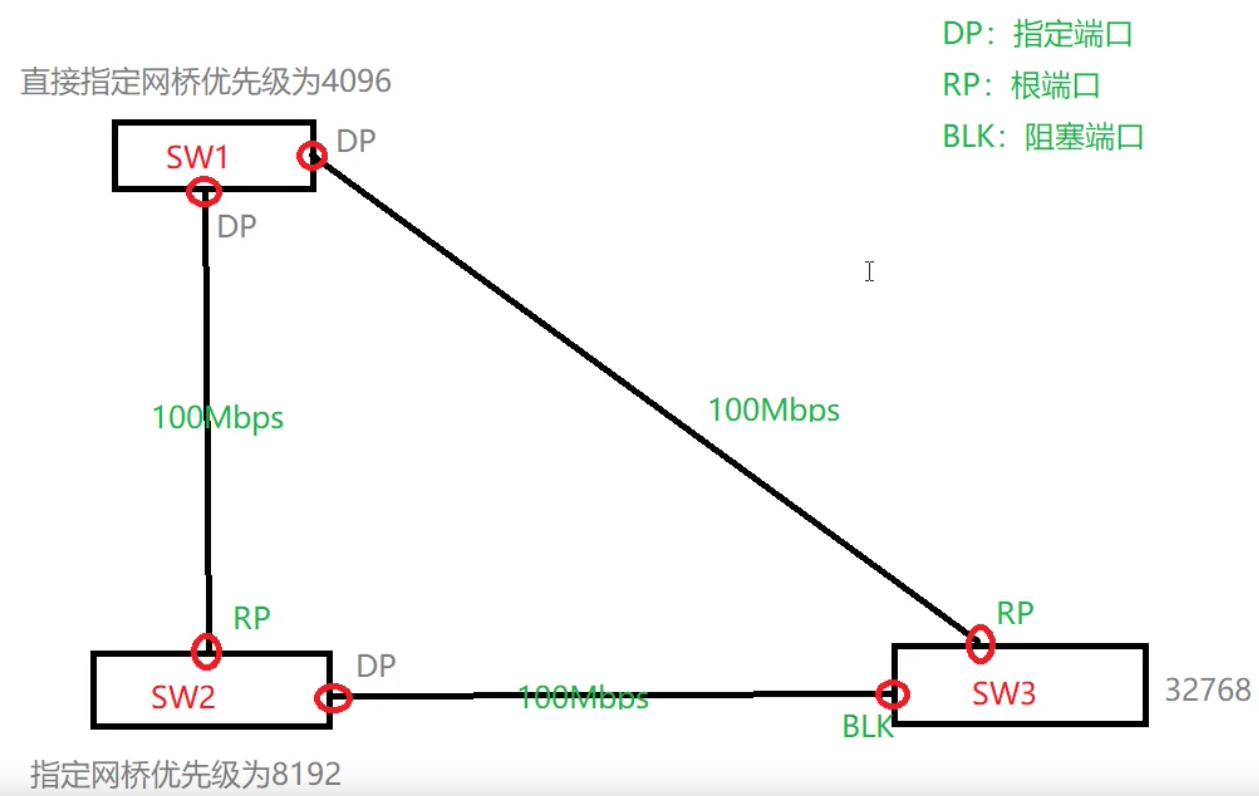 DP：指定端口
RP：根端口
BLK：阻塞端口
直接指定网桥优先级为4096
SW1
DP
DP
100Mbps
100Mbps
RP
RP
SW2
DP
100Mbps
SW3
32768
BLK
指定网桥优先级为8192